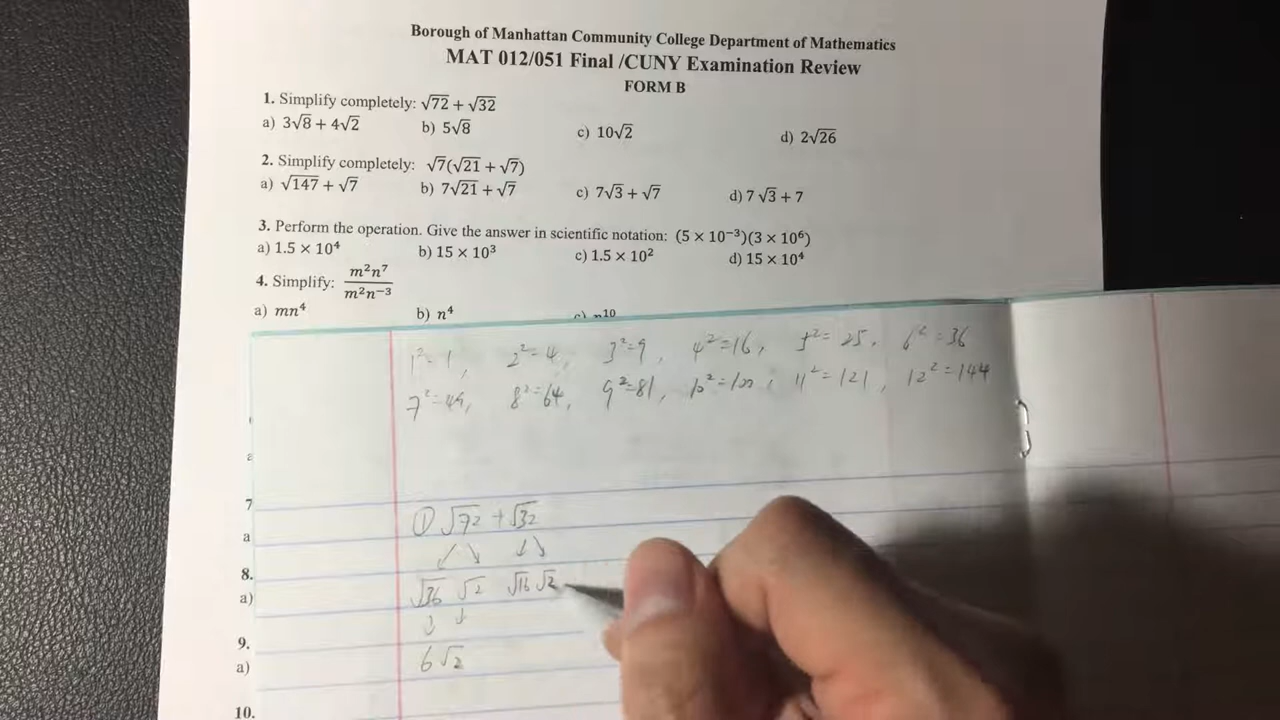 Borough of Manhattan Community College Department of Mathematics
MAT 012/051 Final /CUNY Examination Review
FORM B
1. Simplify completely: √72 + √32
a) 3√8 + 4√2 b) 5√8 c) 10√2 d) 2√26
2. Simplify completely: √7(√21 + √7)
a) √147 + √7 b) 7√21 + √7 c) 7√3 + √7 d) 7 √3 + 7
3. Perform the operation. Give the answer in scientific notation: (5 × 10⁻³)(3 × 10⁶)
a) 1.5 × 10⁴ b) 15 × 10³ c) 1.5 × 10² d) 15 × 10⁴
4. Simplify: m²n⁷/m²n⁻³
a) mn⁴ b) n⁴ c) n¹⁰
1²=1, 2²=4, 3²=9, 4²=16, 5²=25, 6²=36
7²=49, 8²=64, 9²=81, 10²=100, 11²=121, 12²=144
7
① √72 + √32
a
8.
√36 √2 √16 √2
a)
9.
6√2
a)
10.